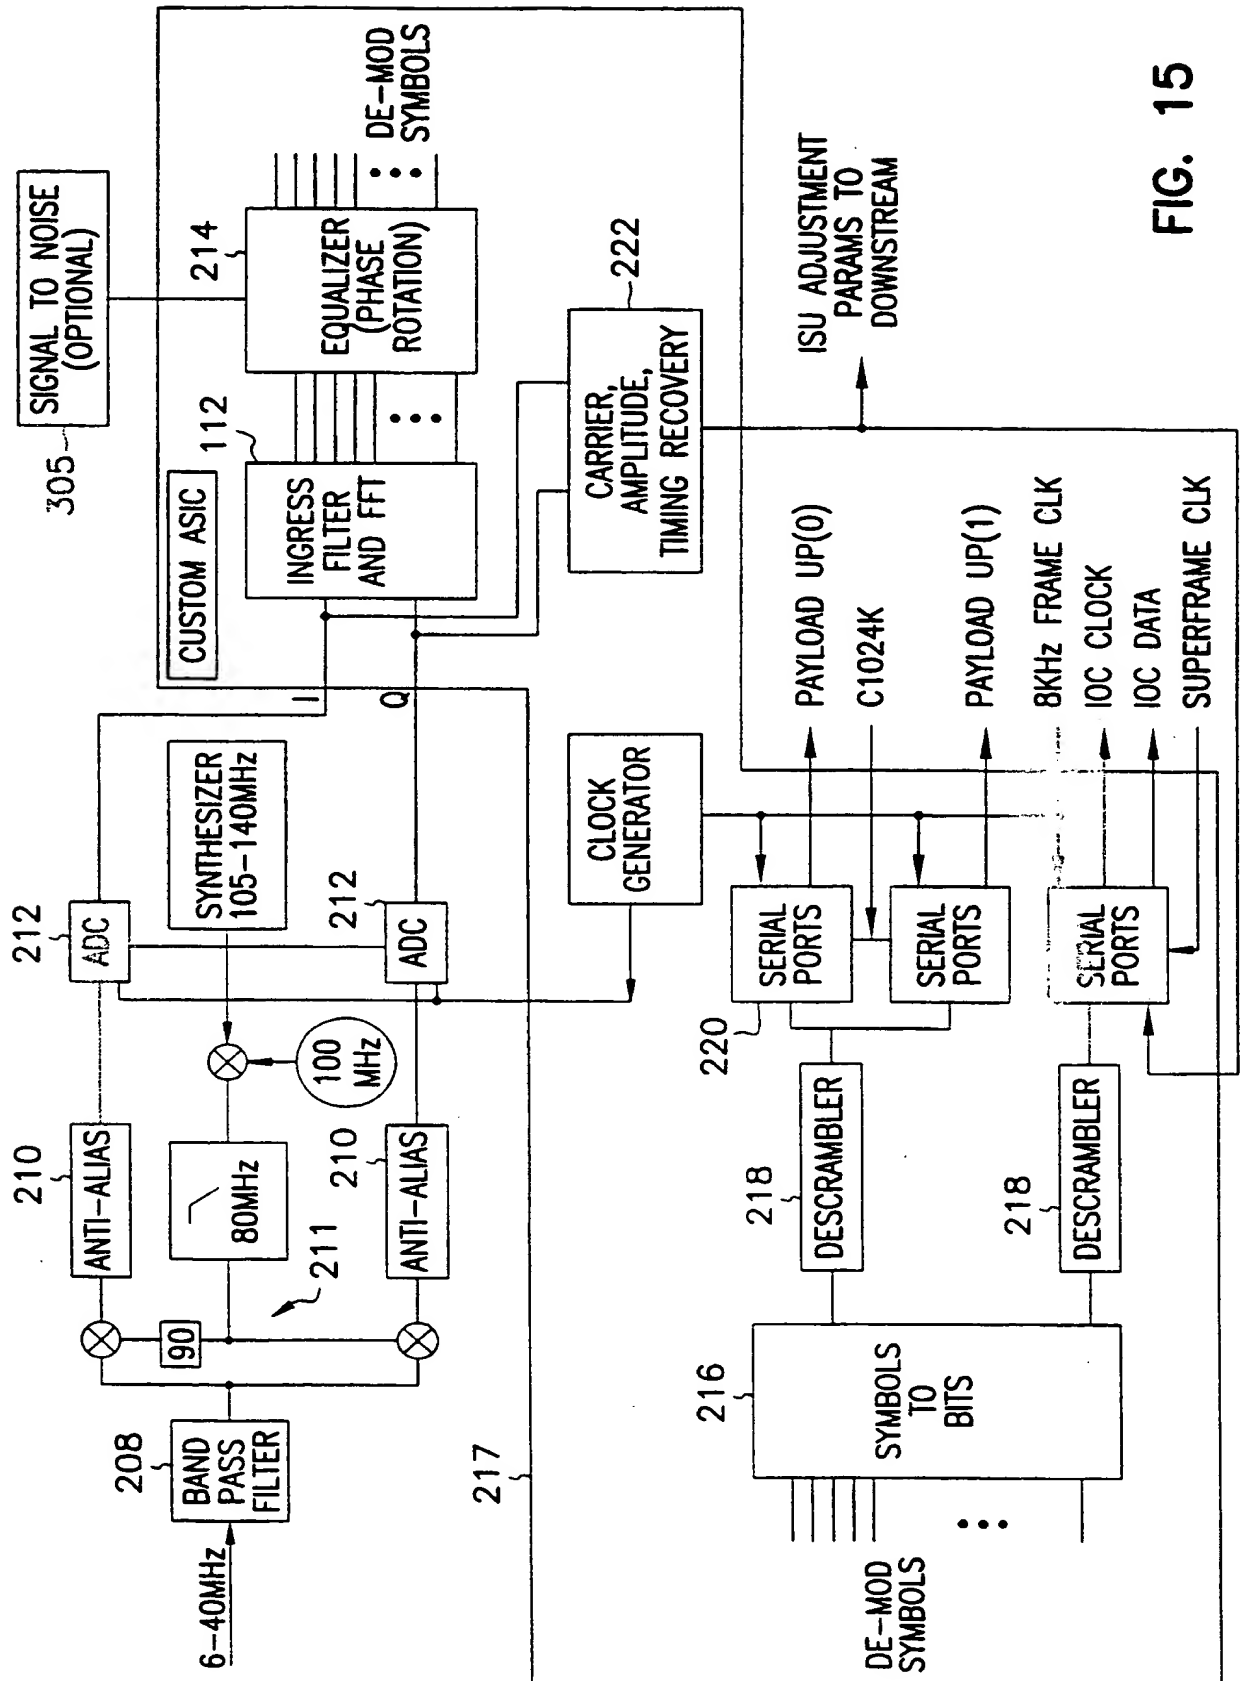 6-40MHz
208
BAND
PASS
FILTER
90
211
210
ANTI-ALIAS
80MHz
210
ANTI-ALIAS
100
MHz
212
ADC
SYNTHESIZER
105-140MHz
212
ADC
I
Q
217
CUSTOM ASIC
305
SIGNAL TO NOISE
(OPTIONAL)
112
INGRESS
FILTER
AND FFT
214
EQUALIZER
(PHASE
ROTATION)
DE-MOD
SYMBOLS
222
CARRIER,
AMPLITUDE,
TIMING RECOVERY
ISU ADJUSTMENT
PARAMS TO
DOWNSTREAM
CLOCK
GENERATOR
DE-MOD
SYMBOLS
216
SYMBOLS
TO
BITS
218
DESCRAMBLER
218
DESCRAMBLER
220
SERIAL
PORTS
SERIAL
PORTS
SERIAL
PORTS
PAYLOAD UP(0)
C1024K
PAYLOAD UP(1)
8KHz FRAME CLK
IOC CLOCK
IOC DATA
SUPERFRAME CLK
FIG. 15